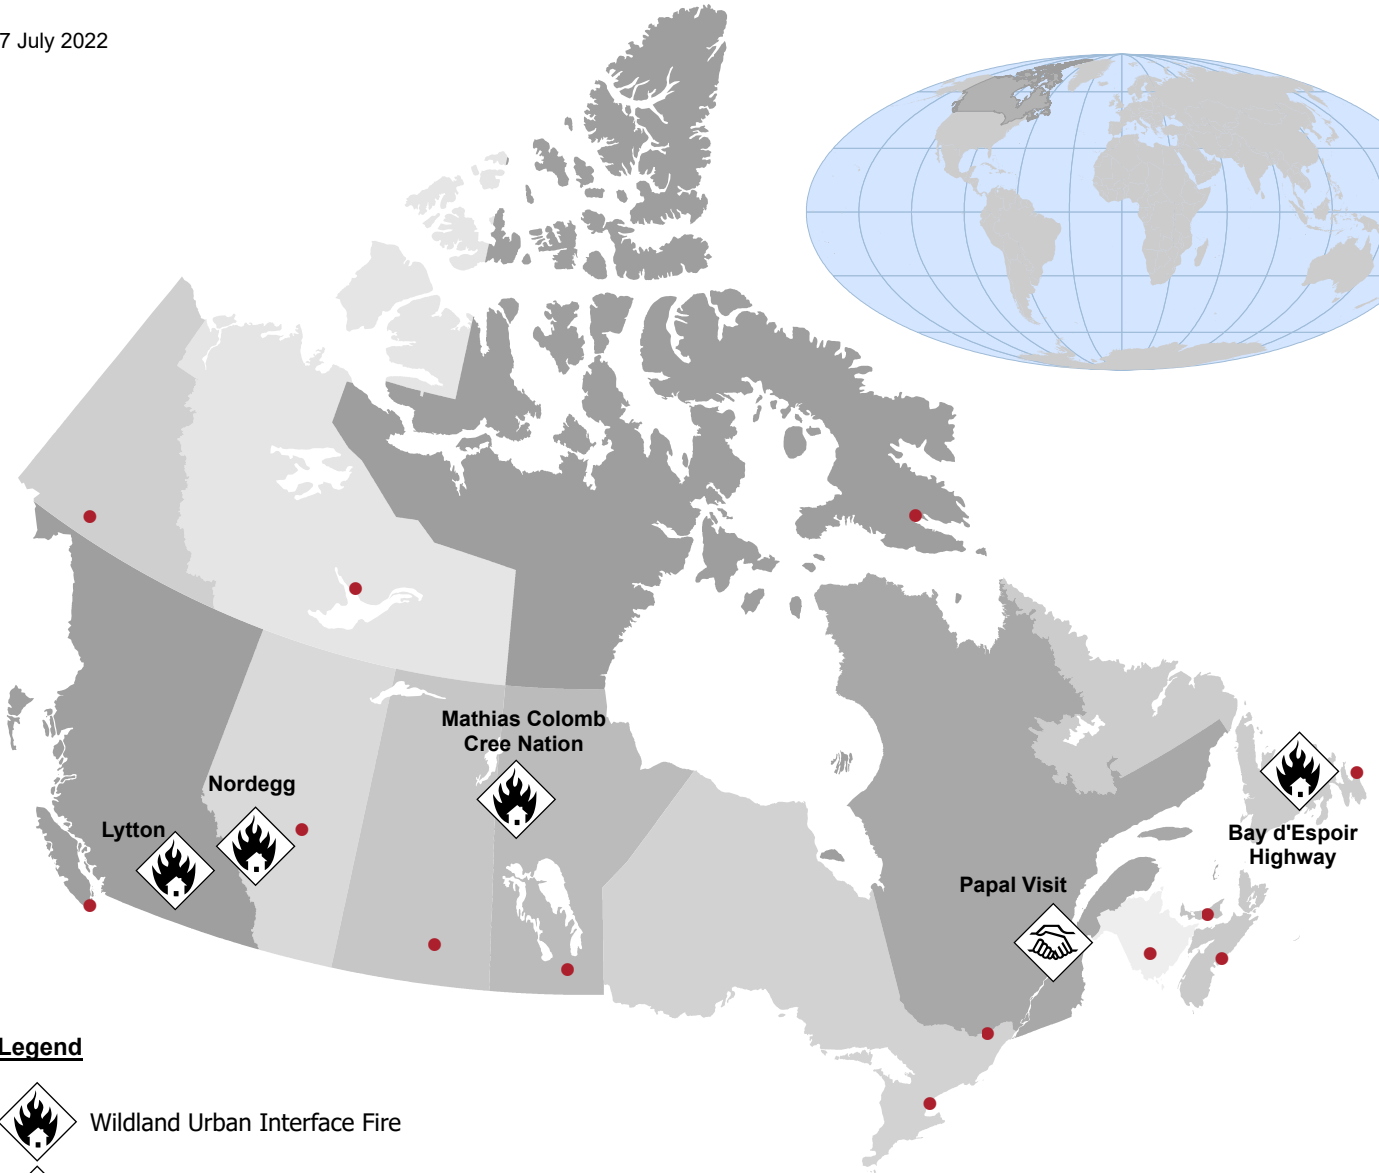 7 July 2022
Mathias Colomb
Cree Nation
Nordegg
Lytton
Bay d'Espoir
Highway
Papal Visit
Legend
Wildland Urban Interface Fire